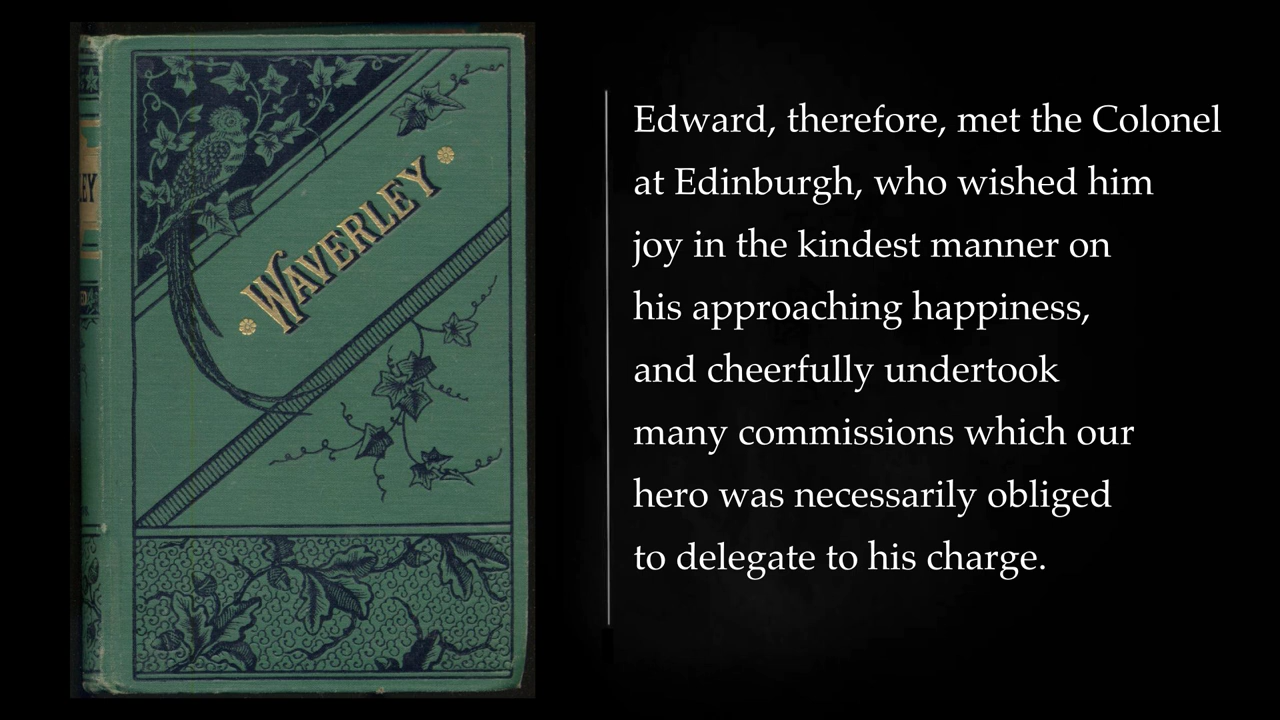 WAVERLEY
Edward, therefore, met the Colonel
at Edinburgh, who wished him
joy in the kindest manner on
his approaching happiness,
and cheerfully undertook
many commissions which our
hero was necessarily obliged
to delegate to his charge.